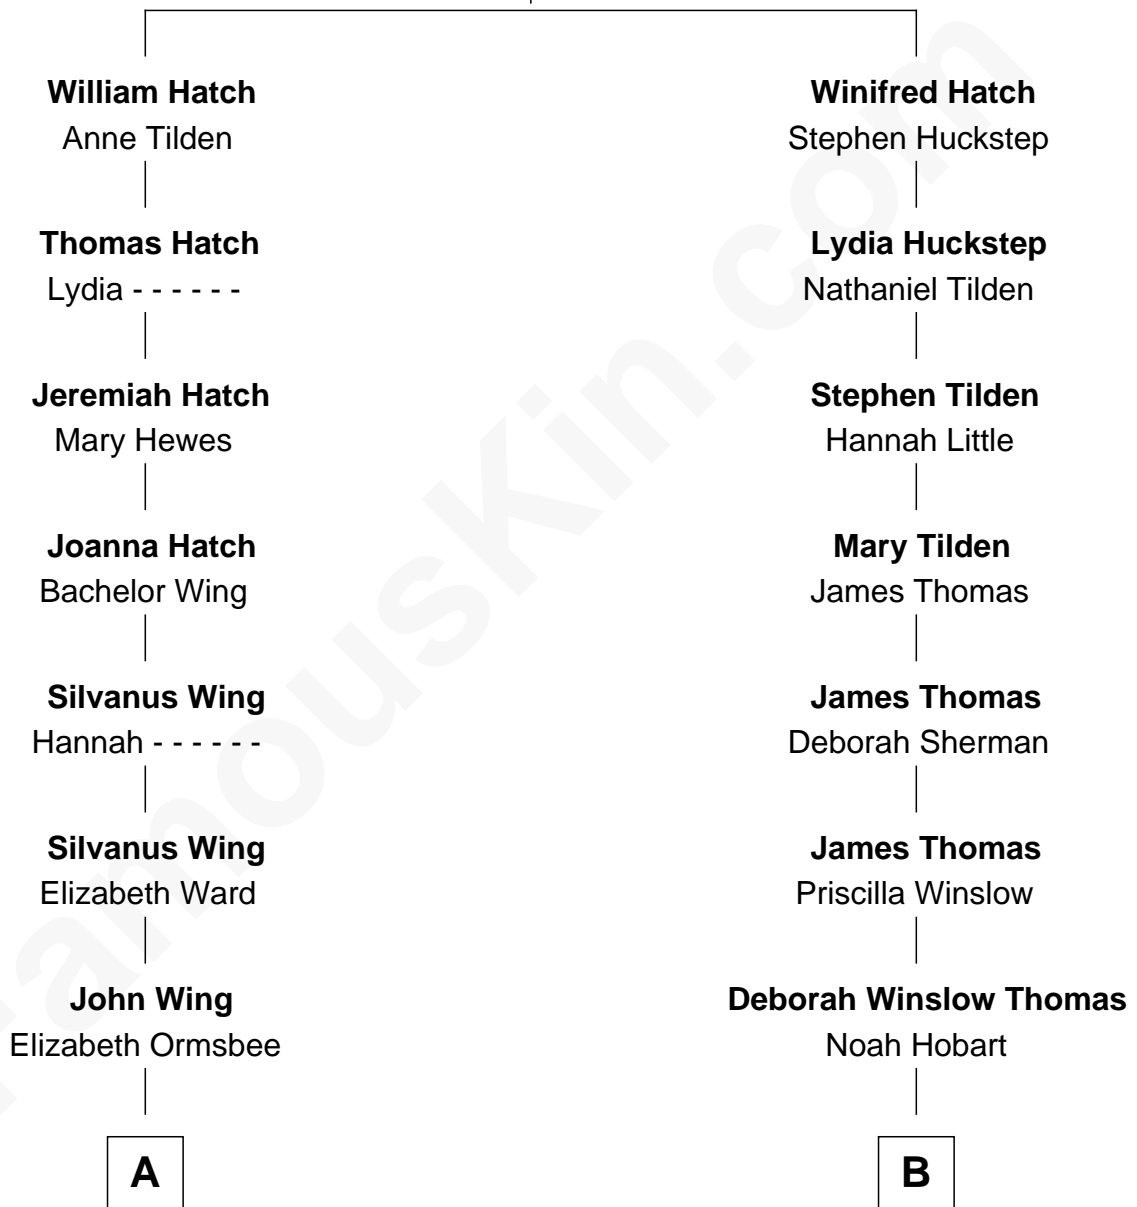 William Hatch
Anne Tilden
Thomas Hatch
Lydia - - - - - -
Jeremiah Hatch
Mary Hewes
Joanna Hatch
Bachelor Wing
Silvanus Wing
Hannah - - - - - -
Silvanus Wing
Elizabeth Ward
John Wing
Elizabeth Ormsbee
A
Winifred Hatch
Stephen Huckstep
Lydia Huckstep
Nathaniel Tilden
Stephen Tilden
Hannah Little
Mary Tilden
James Thomas
James Thomas
Deborah Sherman
James Thomas
Priscilla Winslow
Deborah Winslow Thomas
Noah Hobart
B
FamousKin.com